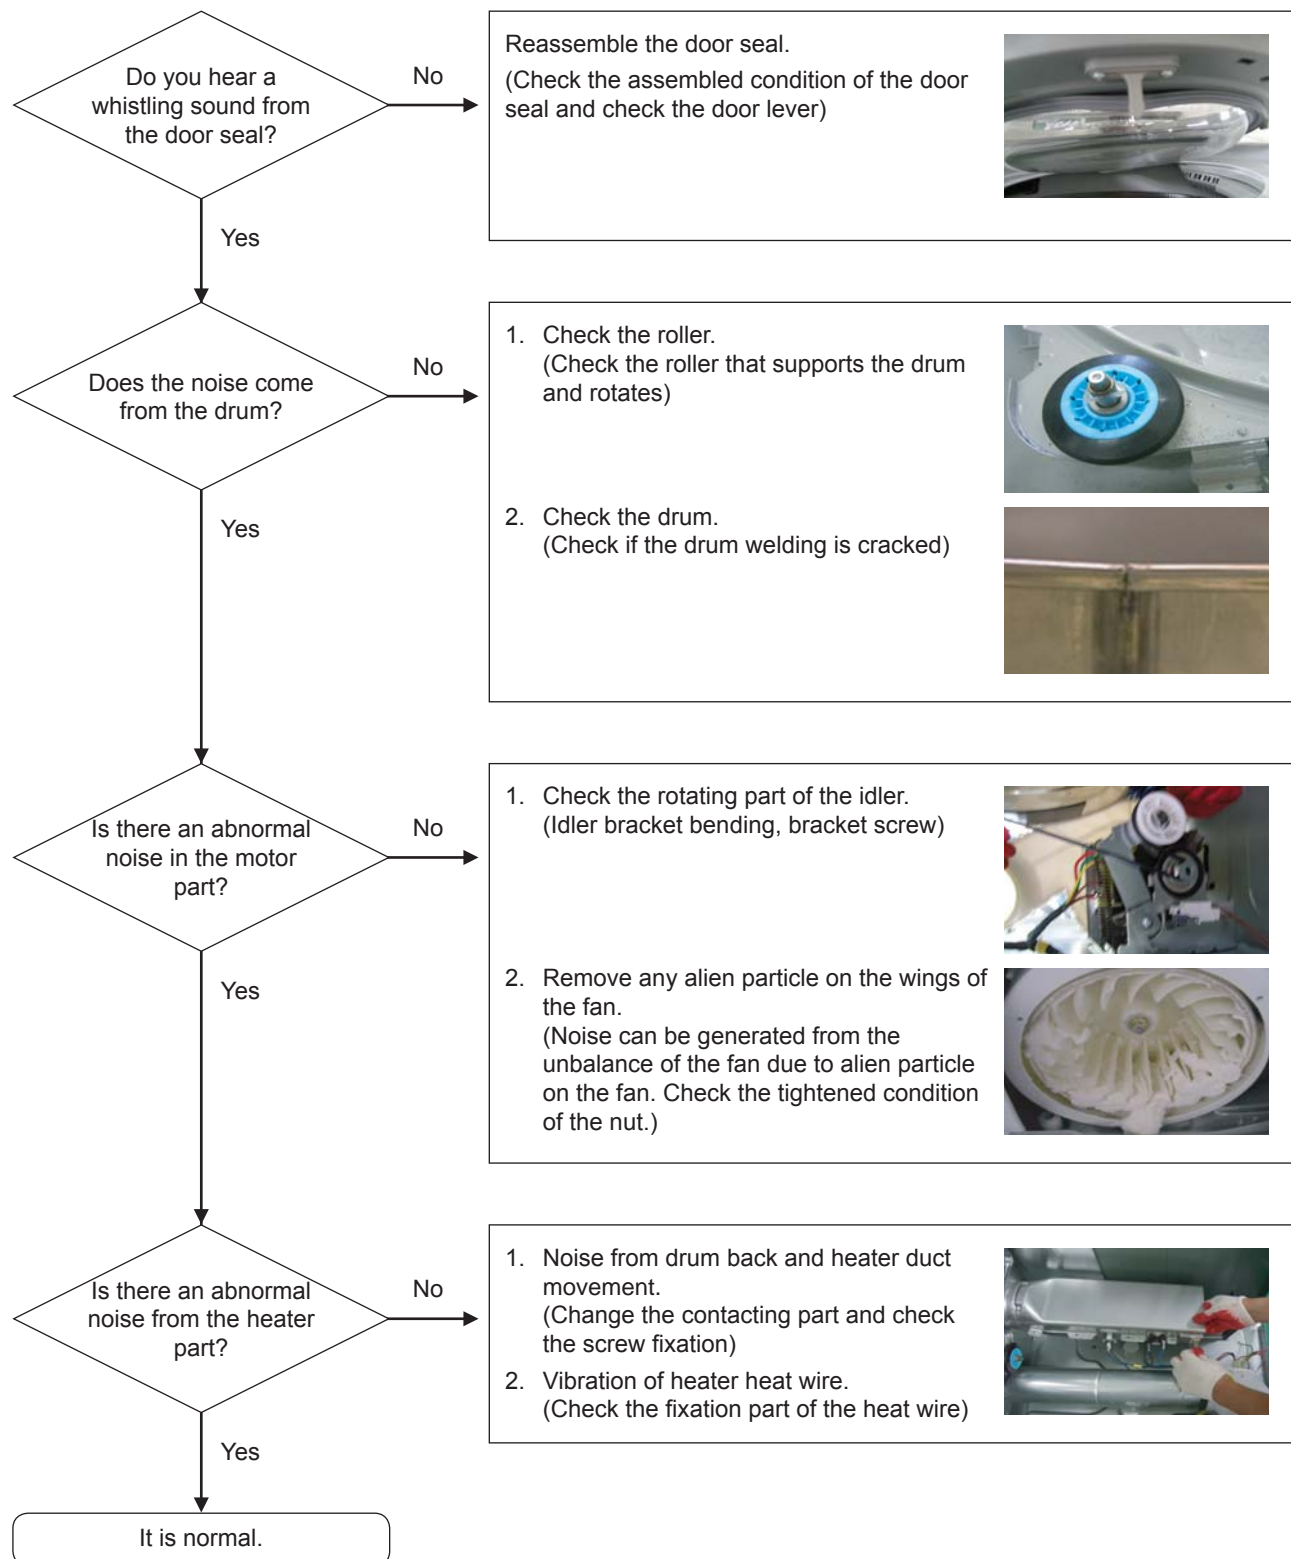 Do you hear a
whistling sound from
the door seal?
No
Reassemble the door seal.
(Check the assembled condition of the door
seal and check the door lever)
Yes
Does the noise come
from the drum?
No
1. Check the roller.
(Check the roller that supports the drum
and rotates)
2. Check the drum.
(Check if the drum welding is cracked)
Yes
Is there an abnormal
noise in the motor
part?
No
1. Check the rotating part of the idler.
(Idler bracket bending, bracket screw)
2. Remove any alien particle on the wings of
the fan.
(Noise can be generated from the
unbalance of the fan due to alien particle
on the fan. Check the tightened condition
of the nut.)
Yes
Is there an abnormal
noise from the heater
part?
No
1. Noise from drum back and heater duct
movement.
(Change the contacting part and check
the screw fixation)
2. Vibration of heater heat wire.
(Check the fixation part of the heat wire)
Yes
It is normal.